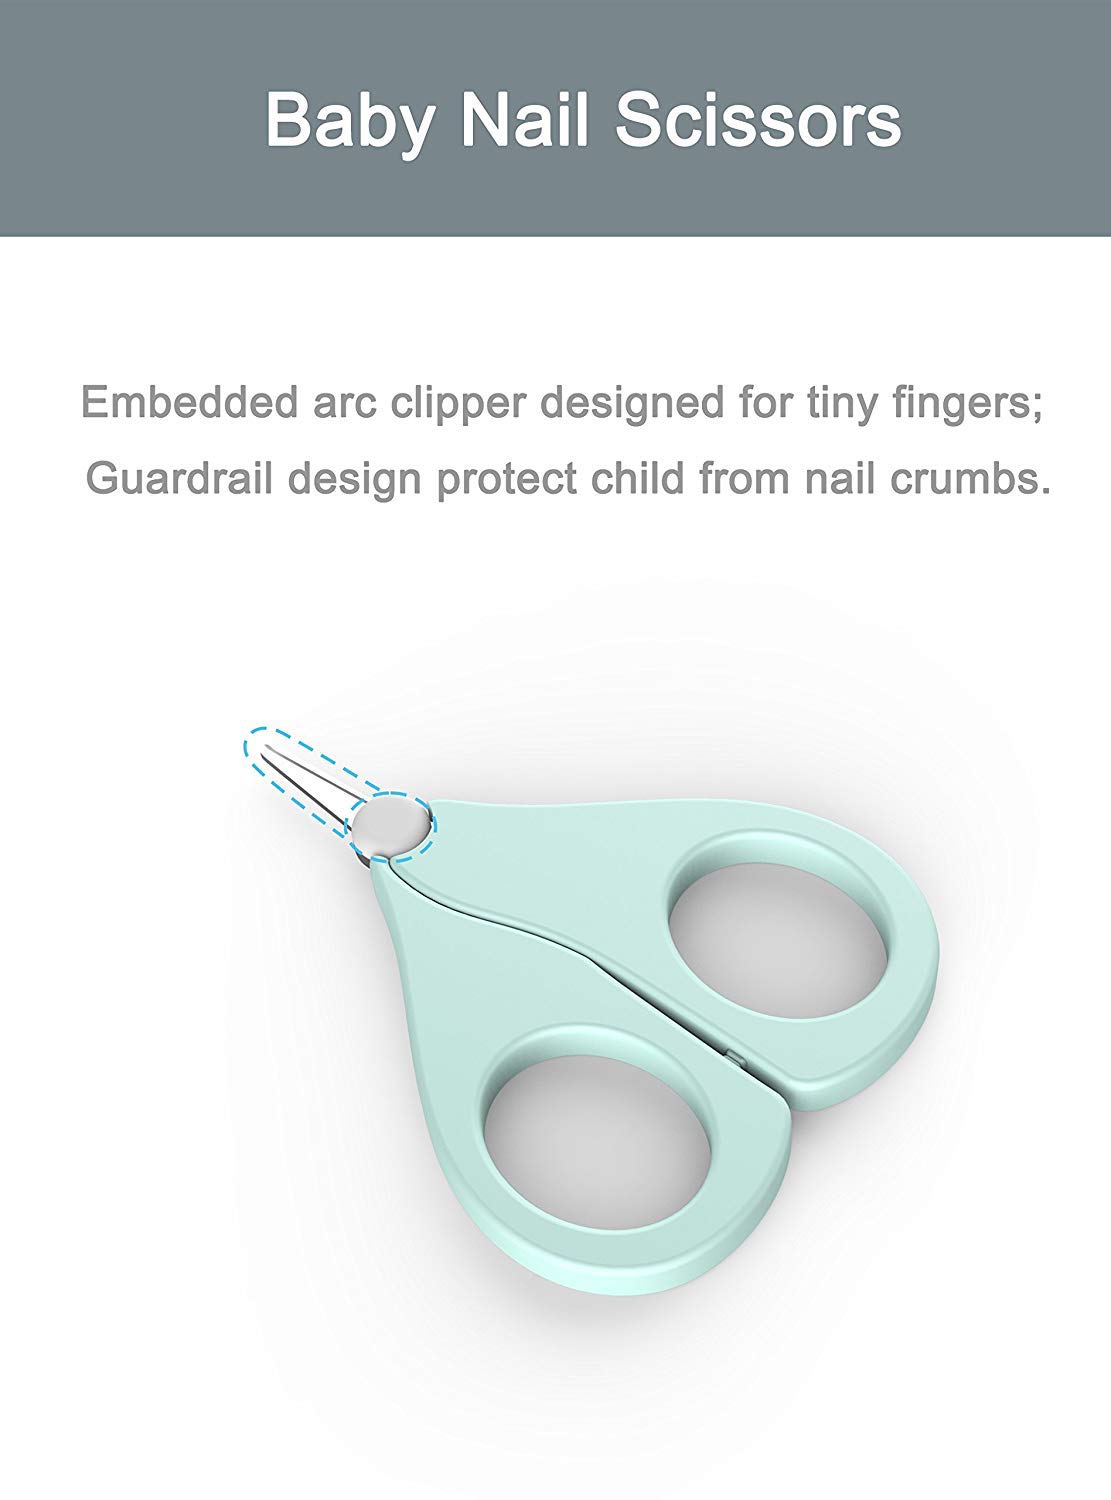 Baby Nail Scissors
Embedded arc clipper designed for tiny fingers;
Guardrail design protect child from nail crumbs.